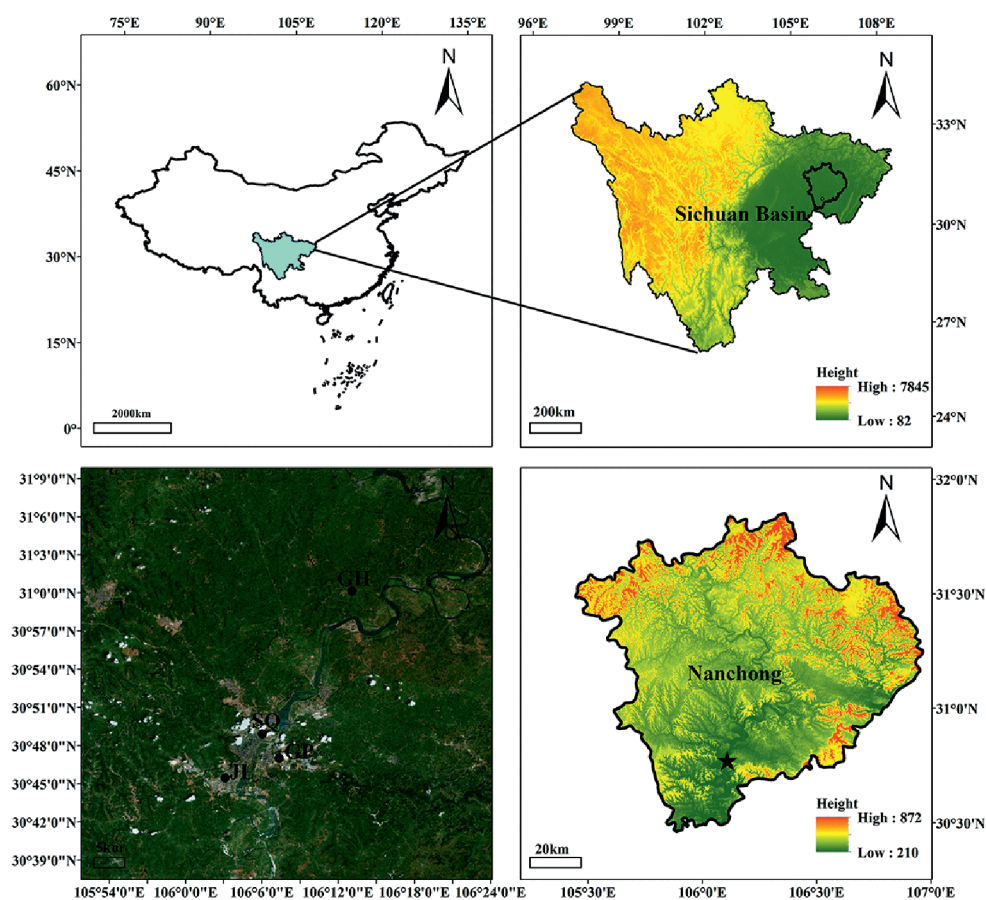 75°E 90°E 105°E 120°E 135°E
N
60°N
45°N
30°N
15°N
0°
2000km
96°E 99°E 102°E 105°E 108°E
N
33°N
30°N
27°N
24°N
Sichuan Basin
Height
High : 7845
Low : 82
200km
31°9'0"N
31°6'0"N
31°3'0"N
31°0'0"N
30°57'0"N
30°54'0"N
30°51'0"N
30°48'0"N
30°45'0"N
30°42'0"N
30°39'0"N
N
GH
SQ
GP
JL
5km
105°54'0"E 106°0'0"E 106°6'0"E 106°12'0"E 106°18'0"E 106°24'0"E
N
32°0'N
31°30'N
31°0'N
30°30'N
Nanchong
Height
High : 872
Low : 210
20km
105°30'E 106°0'E 106°30'E 107°0'E